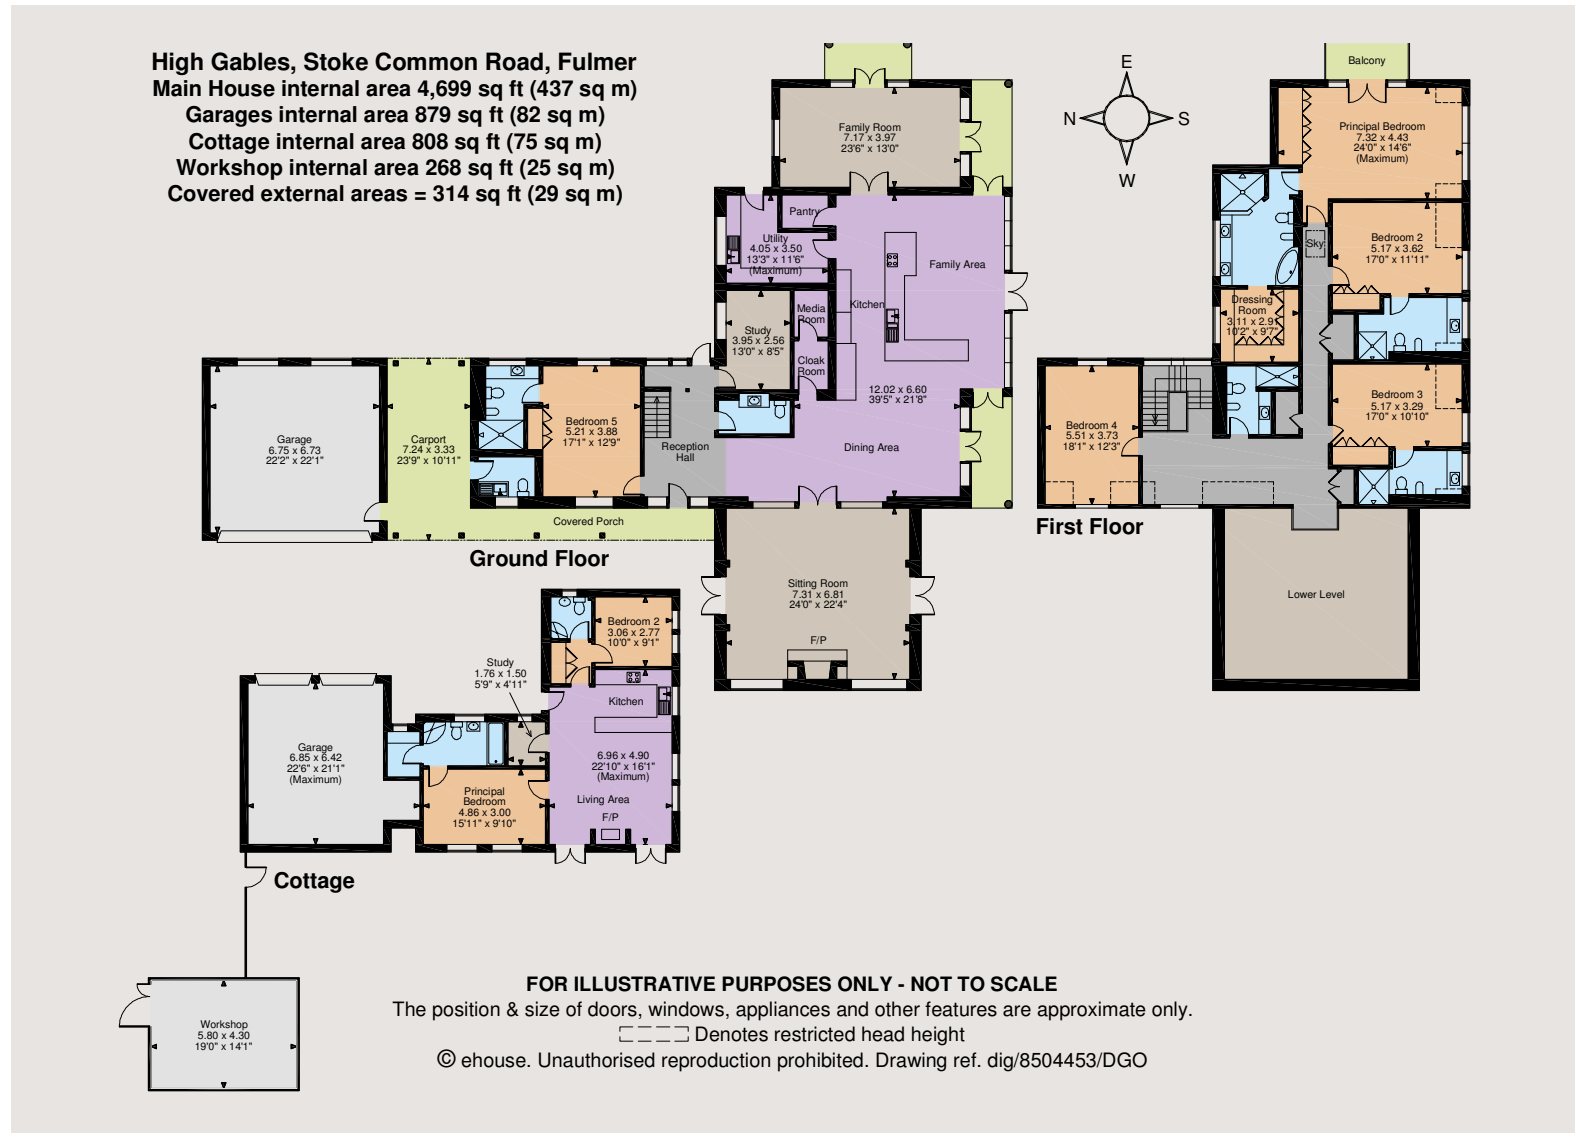 High Gables, Stoke Common Road, Fulmer
Main House internal area 4,699 sq ft (437 sq m)
Garages internal area 879 sq ft (82 sq m)
Cottage internal area 808 sq ft (75 sq m)
Workshop internal area 268 sq ft (25 sq m)
Covered external areas = 314 sq ft (29 sq m)
E
N
S
W
Balcony
Principal Bedroom
7.32 x 4.43
24'0" x 14'6"
(Maximum)
Family Room
7.17 x 3.97
23'6" x 13'0"
Pantry
Utility
4.05 x 3.50
13'3" x 11'6"
(Maximum)
Family Area
Kitchen
Media
Room
Study
3.95 x 2.56
13'0" x 8'5"
Cloak
Room
12.02 x 6.60
39'5" x 21'8"
Dining Area
Garage
6.75 x 6.73
22'2" x 22'1"
Carport
7.24 x 3.33
23'9" x 10'11"
Bedroom 5
5.21 x 3.88
17'1" x 12'9"
Reception
Hall
Covered Porch
Ground Floor
Sitting Room
7.31 x 6.81
24'0" x 22'4"
F/P
Sky
Bedroom 2
5.17 x 3.62
17'0" x 11'11"
Dressing
Room
3.11 x 2.91
10'2" x 9'7"
Bedroom 3
5.17 x 3.29
17'0" x 10'10"
Bedroom 4
5.51 x 3.73
18'1" x 12'3"
First Floor
Lower Level
Bedroom 2
3.06 x 2.77
10'0" x 9'1"
Study
1.76 x 1.50
5'9" x 4'11"
Kitchen
Garage
6.85 x 6.42
22'6" x 21'1"
(Maximum)
6.96 x 4.90
22'10" x 16'1"
(Maximum)
Principal
Bedroom
4.86 x 3.00
15'11" x 9'10"
Living Area
F/P
Cottage
Workshop
5.80 x 4.30
19'0" x 14'1"
FOR ILLUSTRATIVE PURPOSES ONLY - NOT TO SCALE
The position & size of doors, windows, appliances and other features are approximate only.
Denotes restricted head height
© ehouse. Unauthorised reproduction prohibited. Drawing ref. dig/8504453/DGO